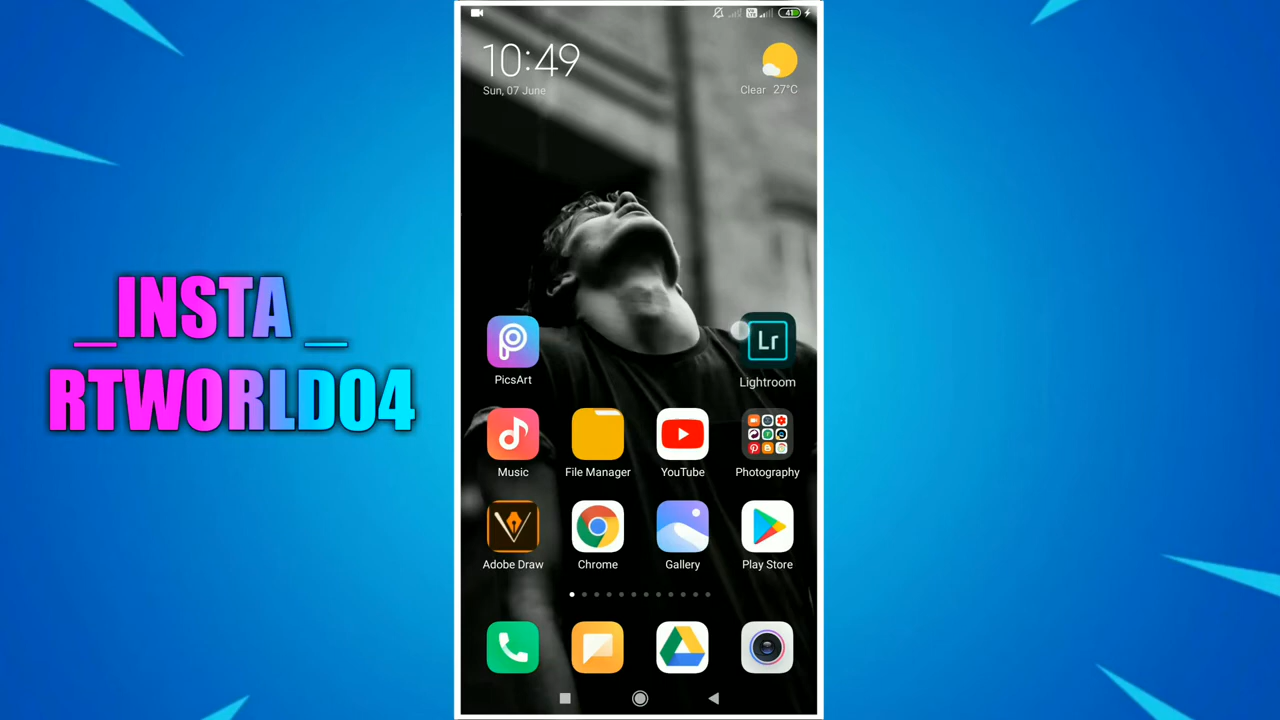 41
10:49
Sun, 07 June
Clear 27°C
_INSTA _
RTWORLD04
Lr
PicsArt
Lightroom
Music
File Manager
YouTube
Photography
Adobe Draw
Chrome
Gallery
Play Store